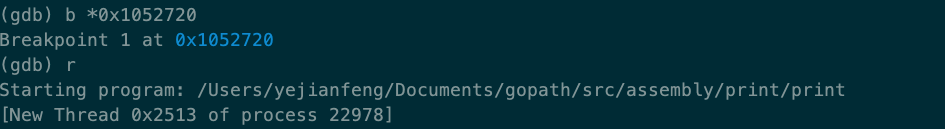 (gdb) b *0x1052720
Breakpoint 1 at 0x1052720
(gdb) r
Starting program: /Users/yejianfeng/Documents/gopath/src/assembly/print/print
[New Thread 0x2513 of process 22978]